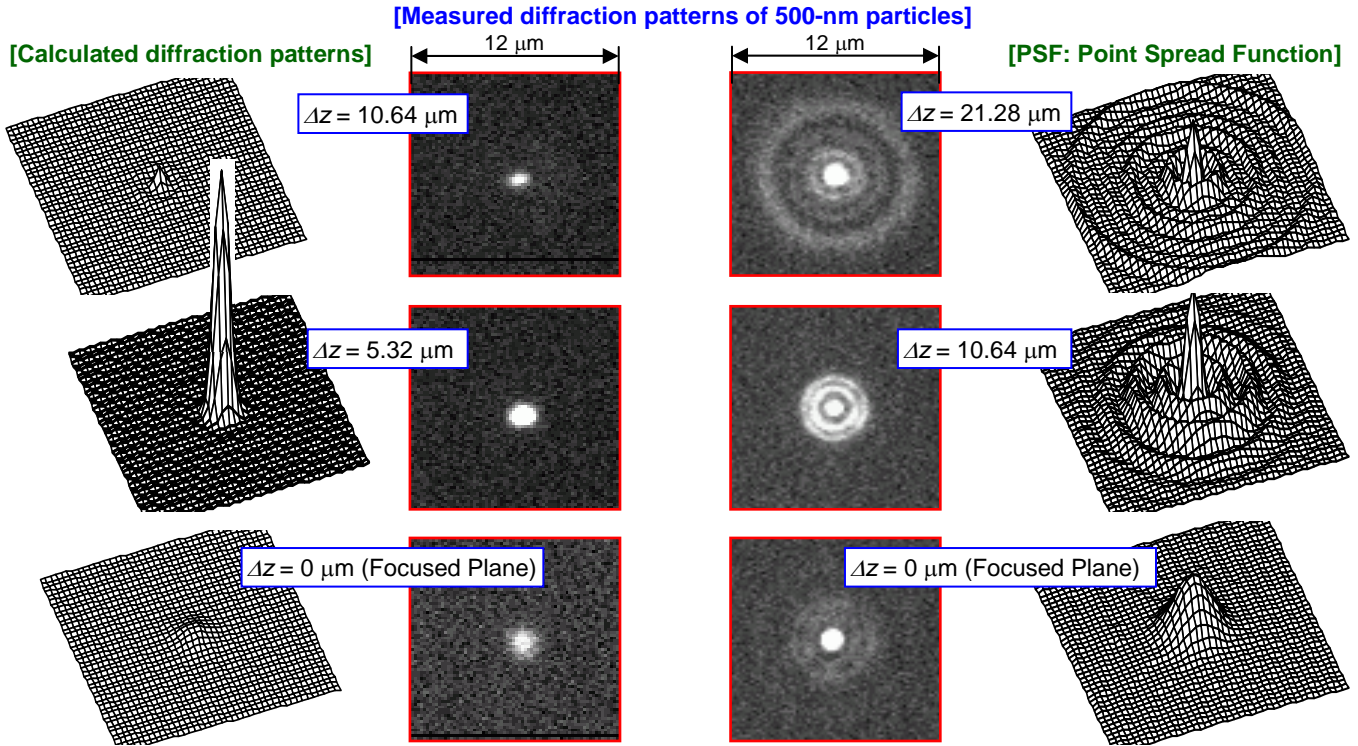 [Measured diffraction patterns of 500-nm particles]
[Calculated diffraction patterns]
12 μm
12 μm
[PSF: Point Spread Function]
Δz = 10.64 μm
Δz = 21.28 μm
Δz = 5.32 μm
Δz = 10.64 μm
Δz = 0 μm (Focused Plane)
Δz = 0 μm (Focused Plane)